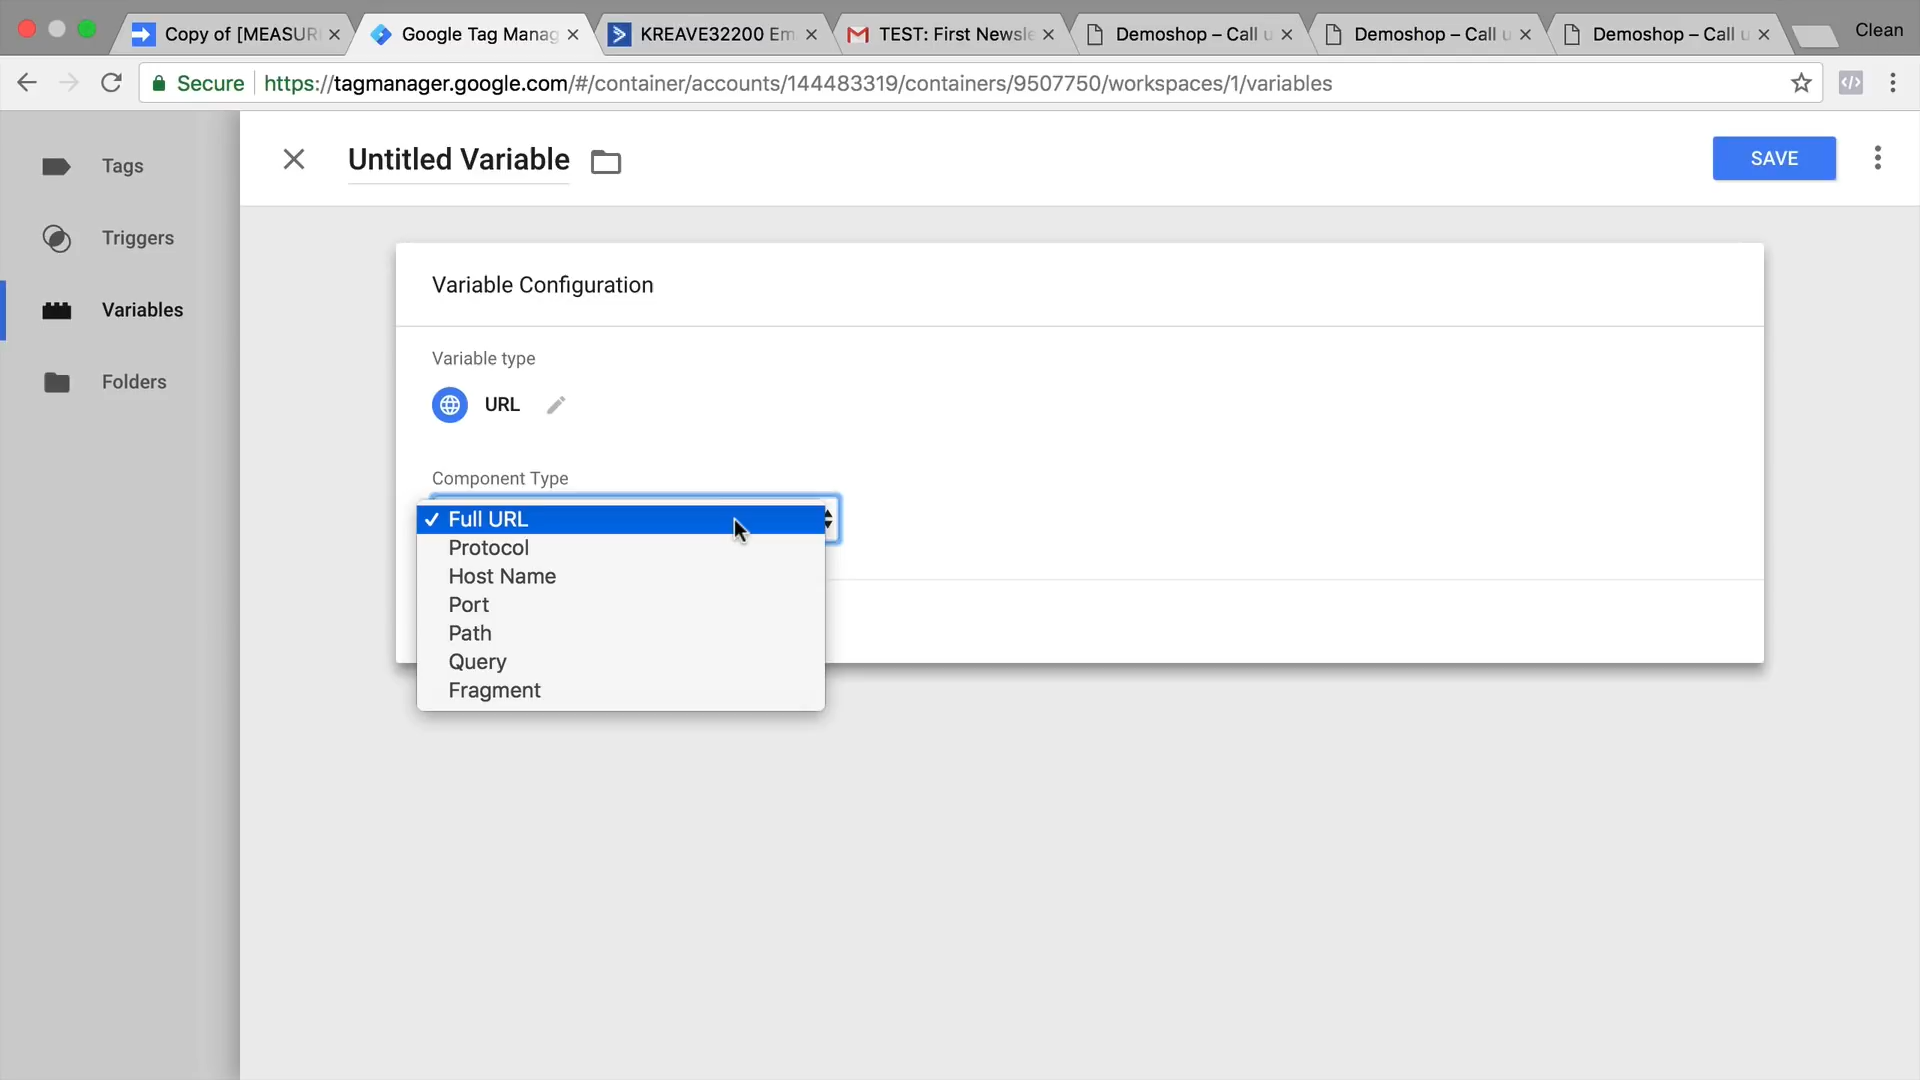 Copy of [MEASUR
Google Tag Manag
KREAVE32200 Em
TEST: First Newsle
Demoshop – Call u
Demoshop – Call u
Demoshop – Call u
Clean
Secure
https://tagmanager.google.com/#/container/accounts/144483319/containers/9507750/workspaces/1/variables
Tags
Triggers
Variables
Folders
Untitled Variable
SAVE
Variable Configuration
Variable type
URL
Component Type
✓ Full URL
Protocol
Host Name
Port
Path
Query
Fragment